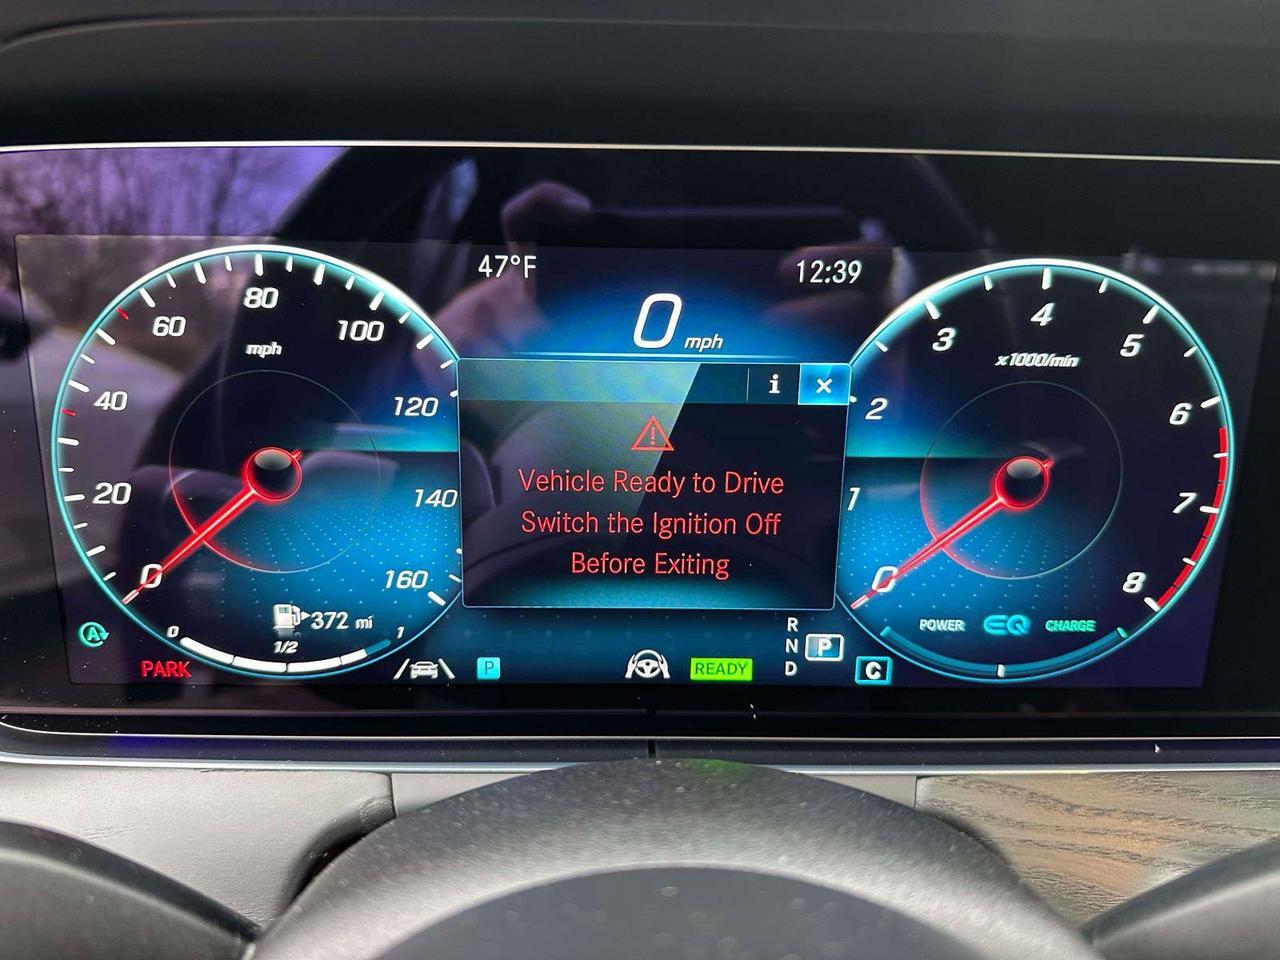 47°F
12:39
0 mph
i ×
Vehicle Ready to Drive
Switch the Ignition Off
Before Exiting
80
60
100
mph
40
120
20
140
0
160
372 mi
0
1/2
1
A
PARK
P
READY
R
N P
D
C
4
3
5
x1000/min
2
6
1
7
0
8
POWER EQ CHARGE